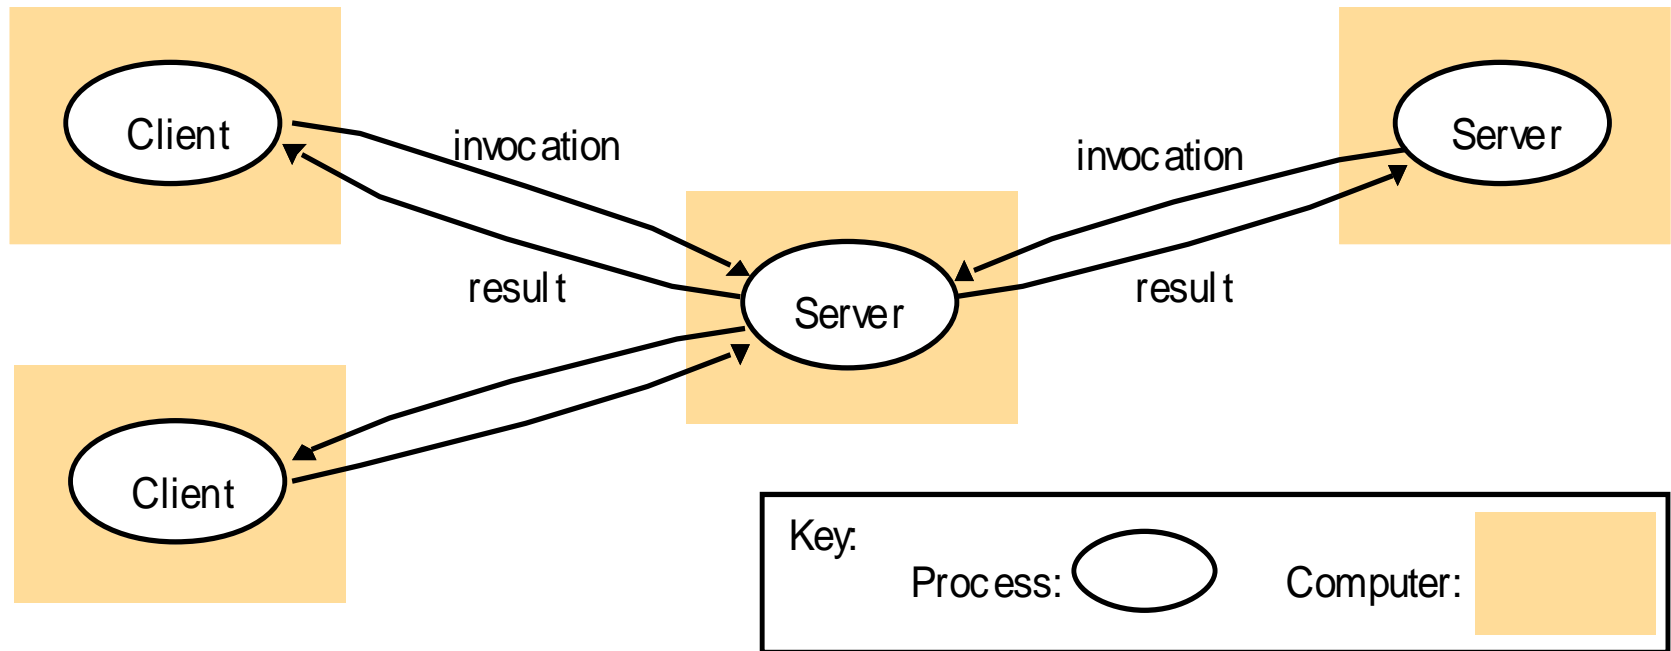 Client
invocation
result
Server
invocation
result
Server
Client
Key:
Process:
Computer: